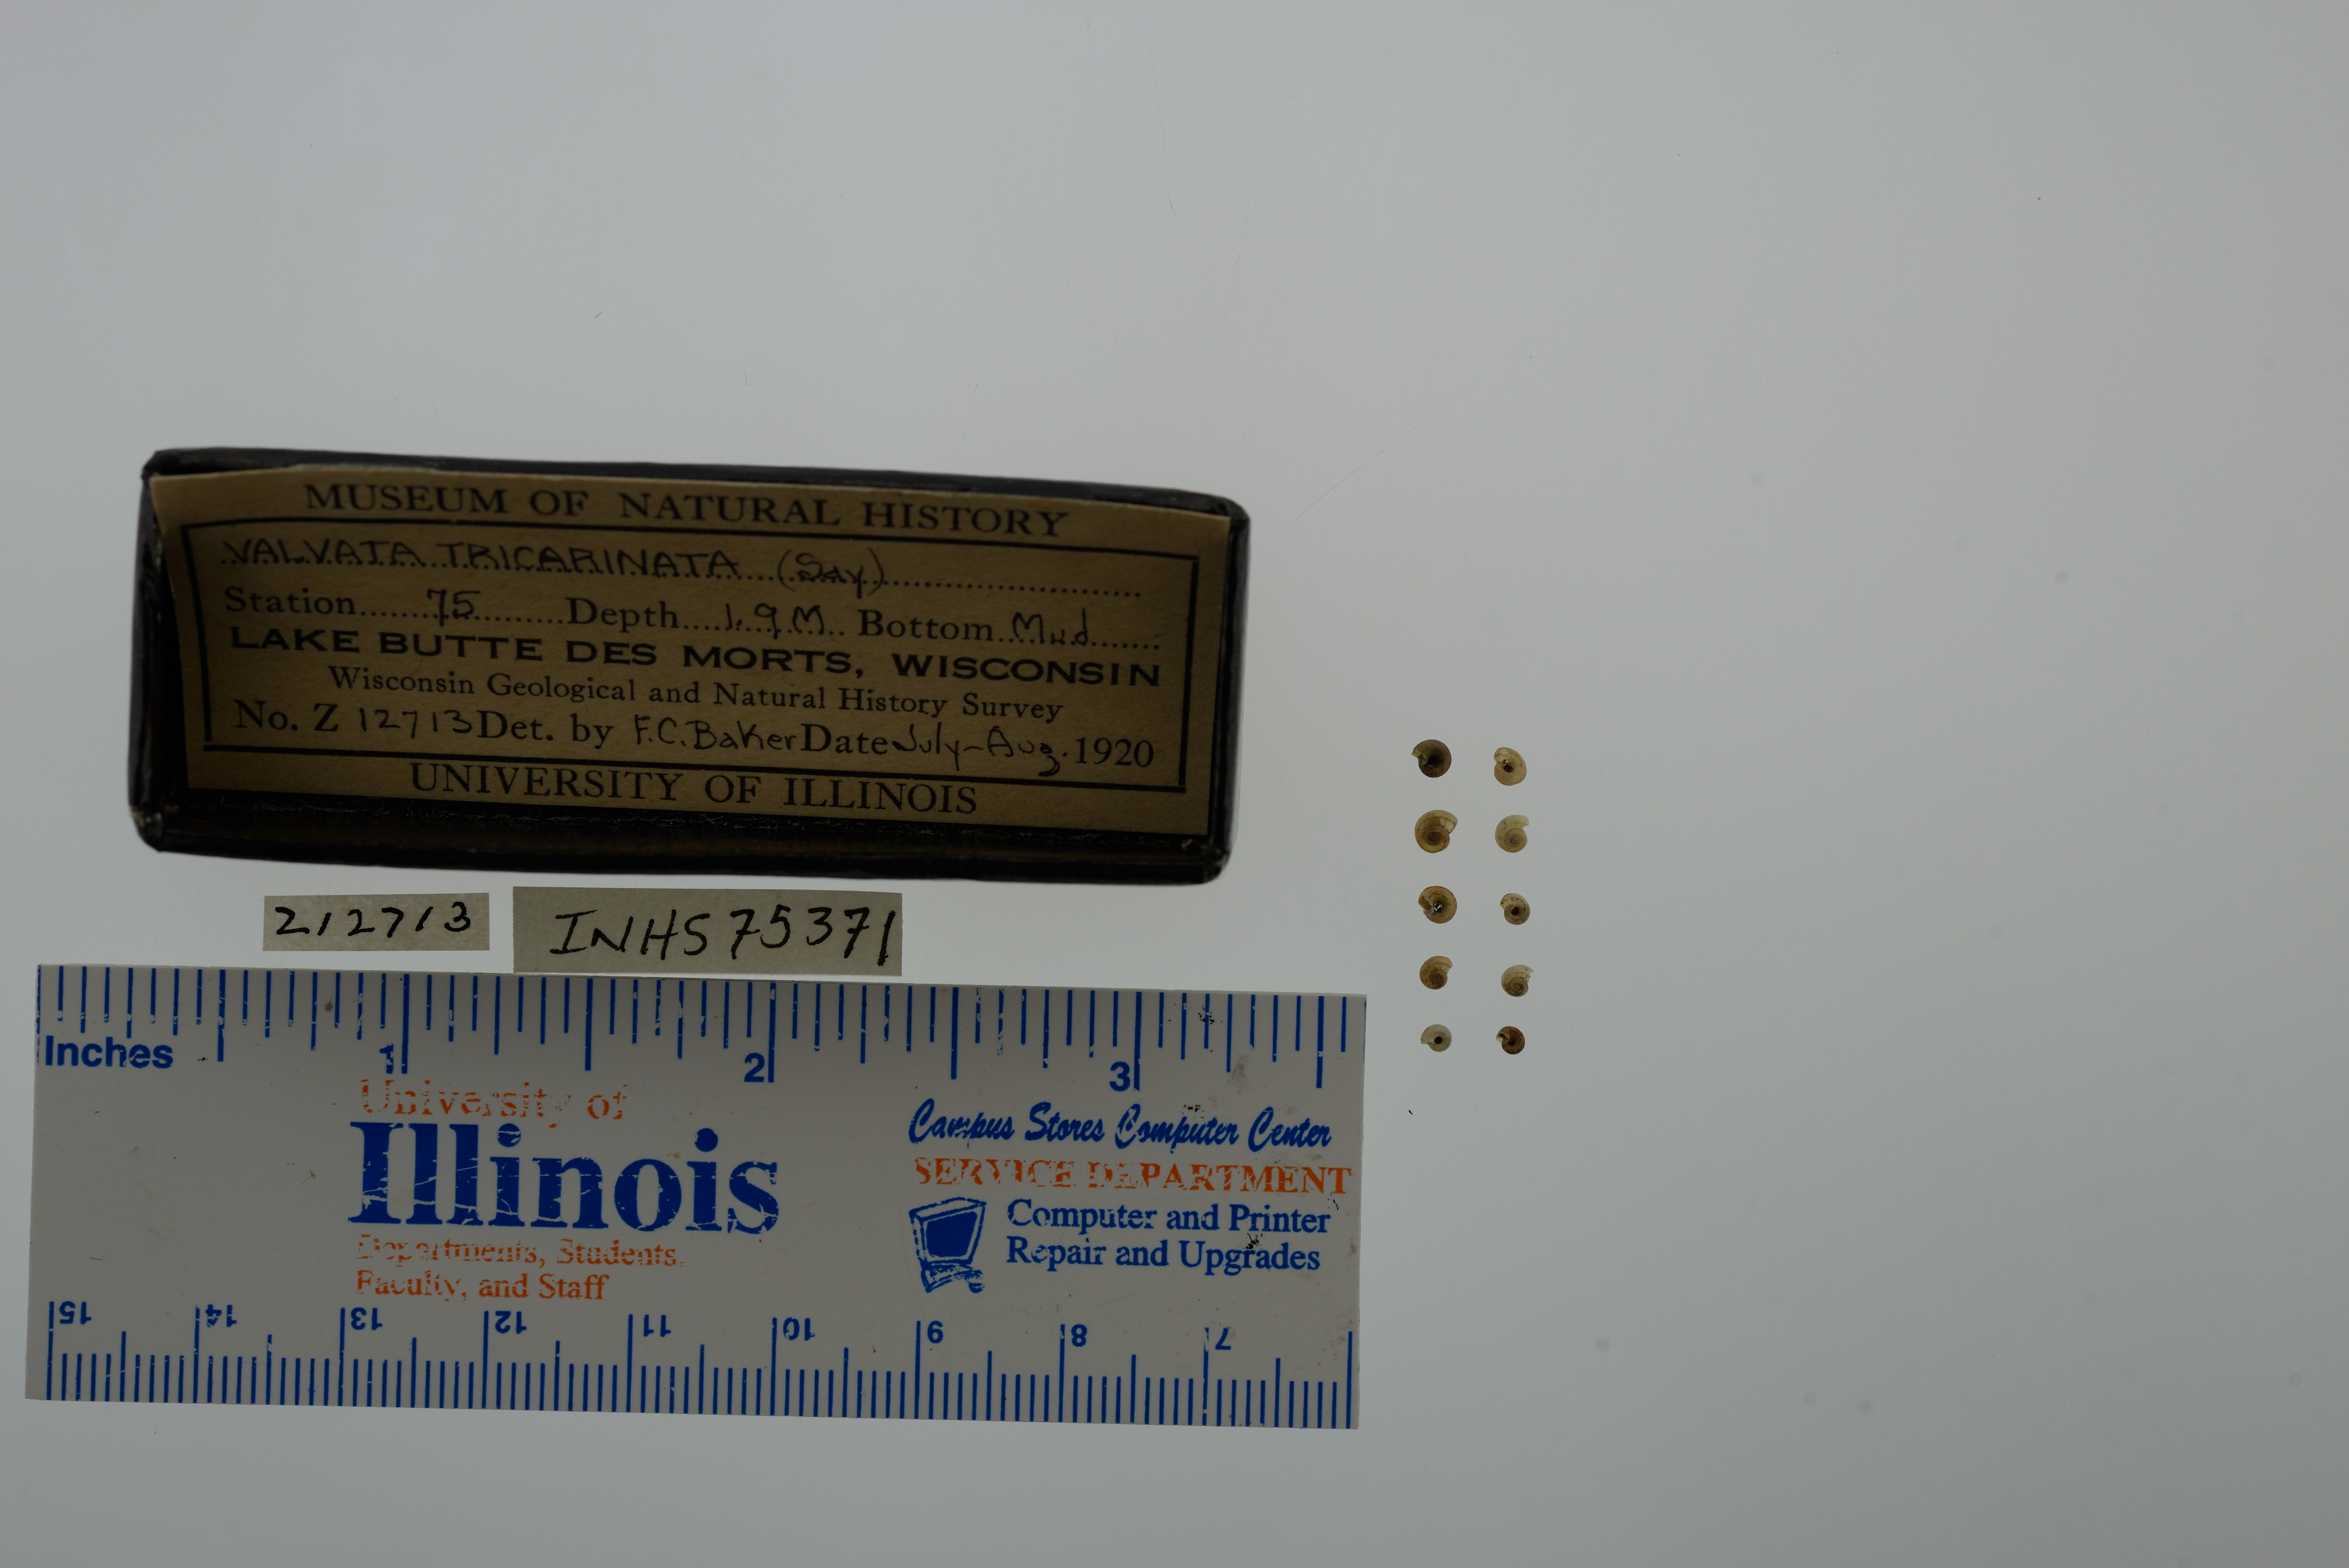 MUSEUM OF NATURAL HISTORY
VALVATA TRICARINATA (Say)
Station 75 Depth 1.9 M. Bottom Mud
LAKE BUTTE DES MORTS, WISCONSIN
Wisconsin Geological and Natural History Survey
No. Z 12713 Det. by F.C. Baker Date July-Aug. 1920
UNIVERSITY OF ILLINOIS
Z12713
INHS 75371
Inches 1 2 3
University of
Illinois
Departments, Students,
Faculty, and Staff
Campus Stores Computer Center
SERVICE DEPARTMENT
Computer and Printer
Repair and Upgrades
15 14 13 12 11 10 9 8 7